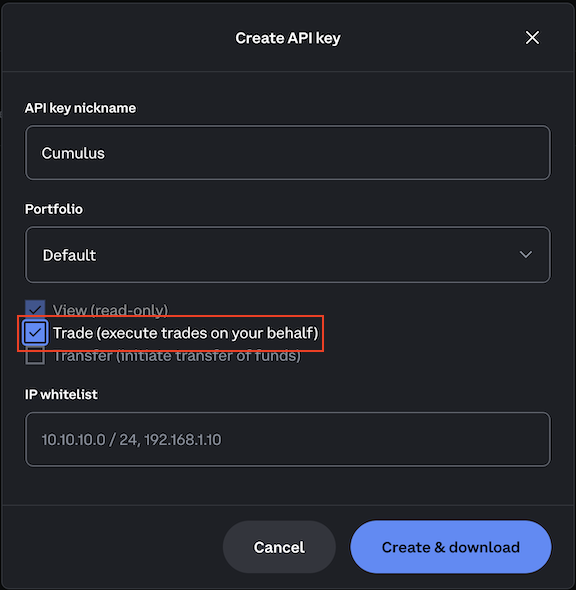 Create API key
API key nickname
Cumulus
Portfolio
Default
View (read-only)
Trade (execute trades on your behalf)
Transfer (initiate transfer of funds)
IP whitelist
10.10.10.0 / 24, 192.168.1.10
Cancel
Create & download